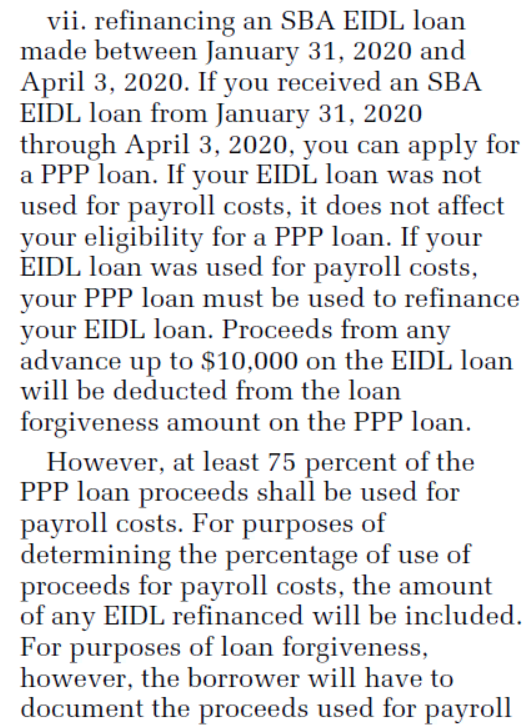 vii. refinancing an SBA EIDL loan
made between January 31, 2020 and
April 3, 2020. If you received an SBA
EIDL loan from January 31, 2020
through April 3, 2020, you can apply for
a PPP loan. If your EIDL loan was not
used for payroll costs, it does not affect
your eligibility for a PPP loan. If your
EIDL loan was used for payroll costs,
your PPP loan must be used to refinance
your EIDL loan. Proceeds from any
advance up to $10,000 on the EIDL loan
will be deducted from the loan
forgiveness amount on the PPP loan.
However, at least 75 percent of the
PPP loan proceeds shall be used for
payroll costs. For purposes of
determining the percentage of use of
proceeds for payroll costs, the amount
of any EIDL refinanced will be included.
For purposes of loan forgiveness,
however, the borrower will have to
document the proceeds used for payroll